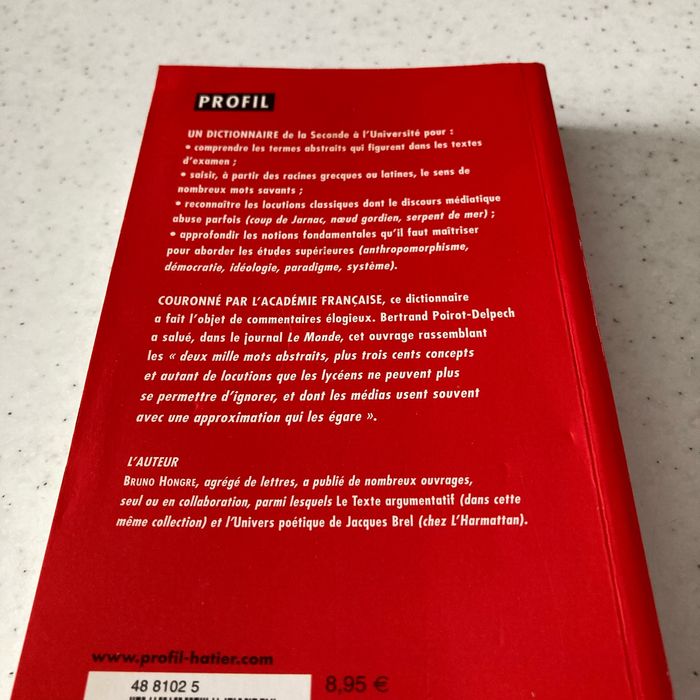 PROFIL
UN DICTIONNAIRE de la Seconde à l'Université pour :
• comprendre les termes abstraits qui figurent dans les textes
d'examen ;
• saisir, à partir des racines grecques ou latines, le sens de
nombreux mots savants ;
• reconnaître les locutions classiques dont le discours médiatique
abuse parfois (coup de Jarnac, nœud gordien, serpent de mer) ;
• approfondir les notions fondamentales qu'il faut maîtriser
pour aborder les études supérieures (anthropomorphisme,
démocratie, idéologie, paradigme, système).
COURONNÉ PAR L'ACADÉMIE FRANÇAISE, ce dictionnaire
a fait l'objet de commentaires élogieux. Bertrand Poirot-Delpech
a salué, dans le journal Le Monde, cet ouvrage rassemblant
les « deux mille mots abstraits, plus trois cents concepts
et autant de locutions que les lycéens ne peuvent plus
se permettre d'ignorer, et dont les médias usent souvent
avec une approximation qui les égare ».
L'AUTEUR
BRUNO HONGRE, agrégé de lettres, a publié de nombreux ouvrages,
seul ou en collaboration, parmi lesquels Le Texte argumentatif (dans cette
même collection) et l'Univers poétique de Jacques Brel (chez L'Harmattan).
www.profil-hatier.com
48 8102 5
8,95 €